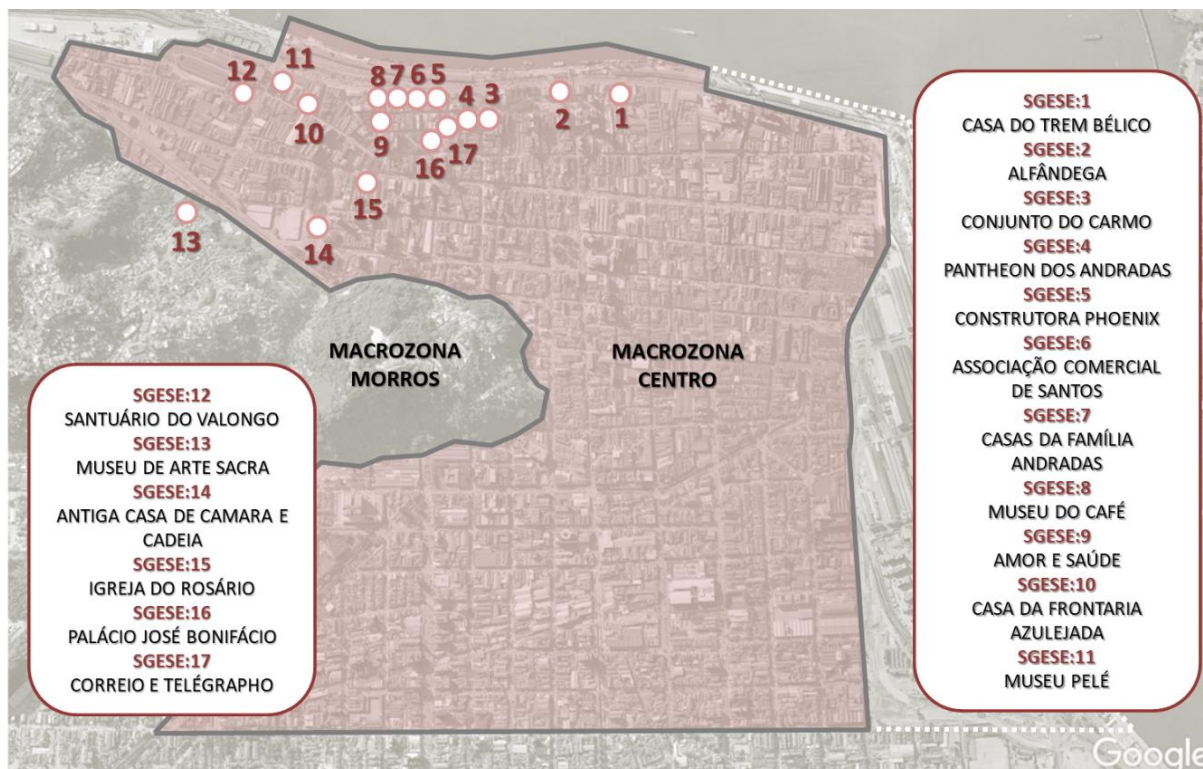 11
12
8 7 6 5
10
4 3
9
2
1
17
16
15
13
14
MACROZONA
MORROS
MACROZONA
CENTRO
SGESE:1
CASA DO TREM BÉLICO
SGESE:2
ALFÂNDEGA
SGESE:3
CONJUNTO DO CARMO
SGESE:4
PANTHEON DOS ANDRADAS
SGESE:5
CONSTRUTORA PHOENIX
SGESE:6
ASSOCIAÇÃO COMERCIAL
DE SANTOS
SGESE:7
CASAS DA FAMÍLIA
ANDRADAS
SGESE:8
MUSEU DO CAFÉ
SGESE:9
AMOR E SAÚDE
SGESE:10
CASA DA FRONTARIA
AZULEJADA
SGESE:11
MUSEU PELÉ
SGESE:12
SANTUÁRIO DO VALONGO
SGESE:13
MUSEU DE ARTE SACRA
SGESE:14
ANTIGA CASA DE CAMARA E
CADEIA
SGESE:15
IGREJA DO ROSÁRIO
SGESE:16
PALÁCIO JOSÉ BONIFÁCIO
SGESE:17
CORREIO E TELÉGRAPHO
Google